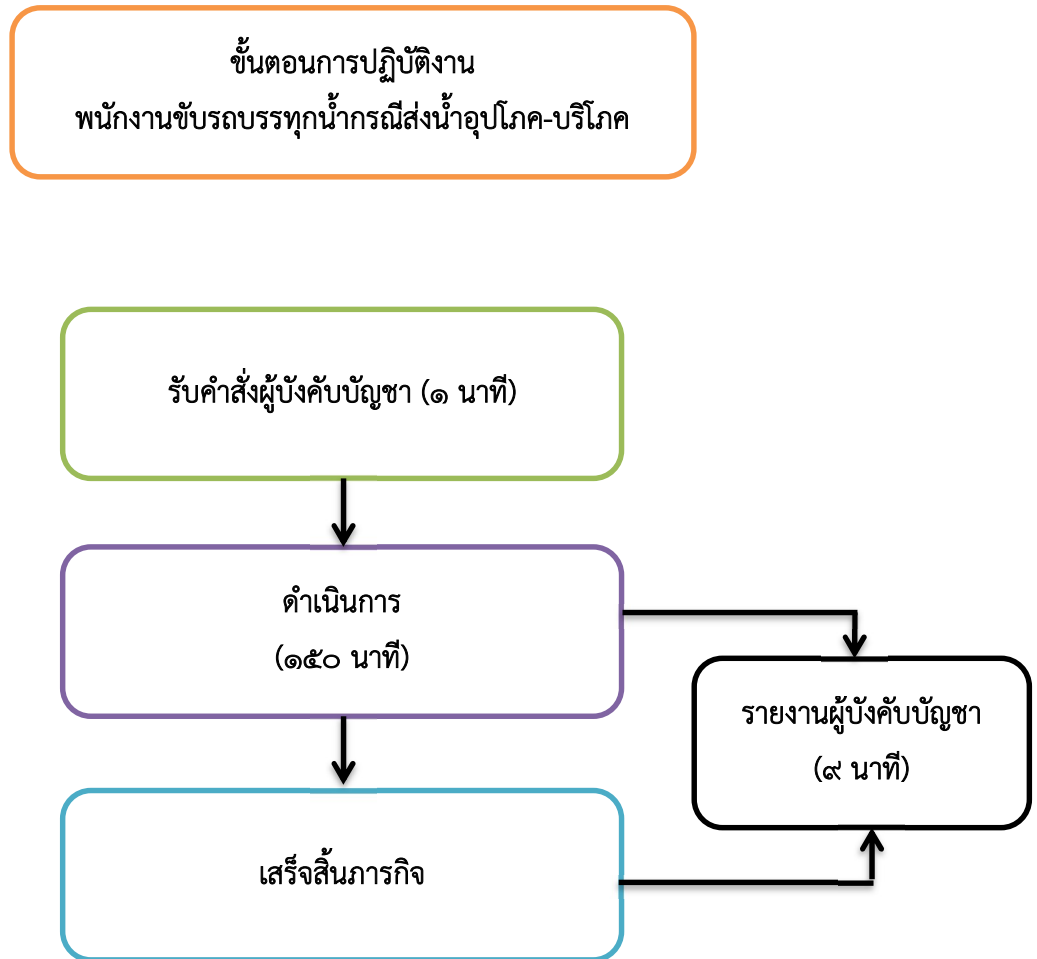 ขั้นตอนการปฏิบัติงาน
พนักงานขับรถบรรทุกน้ำกรณีส่งน้ำอุปโภค-บริโภค
รับคำสั่งผู้บังคับบัญชา (๑ นาที)
ดำเนินการ
(๑๕๐ นาที)
รายงานผู้บังคับบัญชา
(๙ นาที)
เสร็จสิ้นภารกิจ